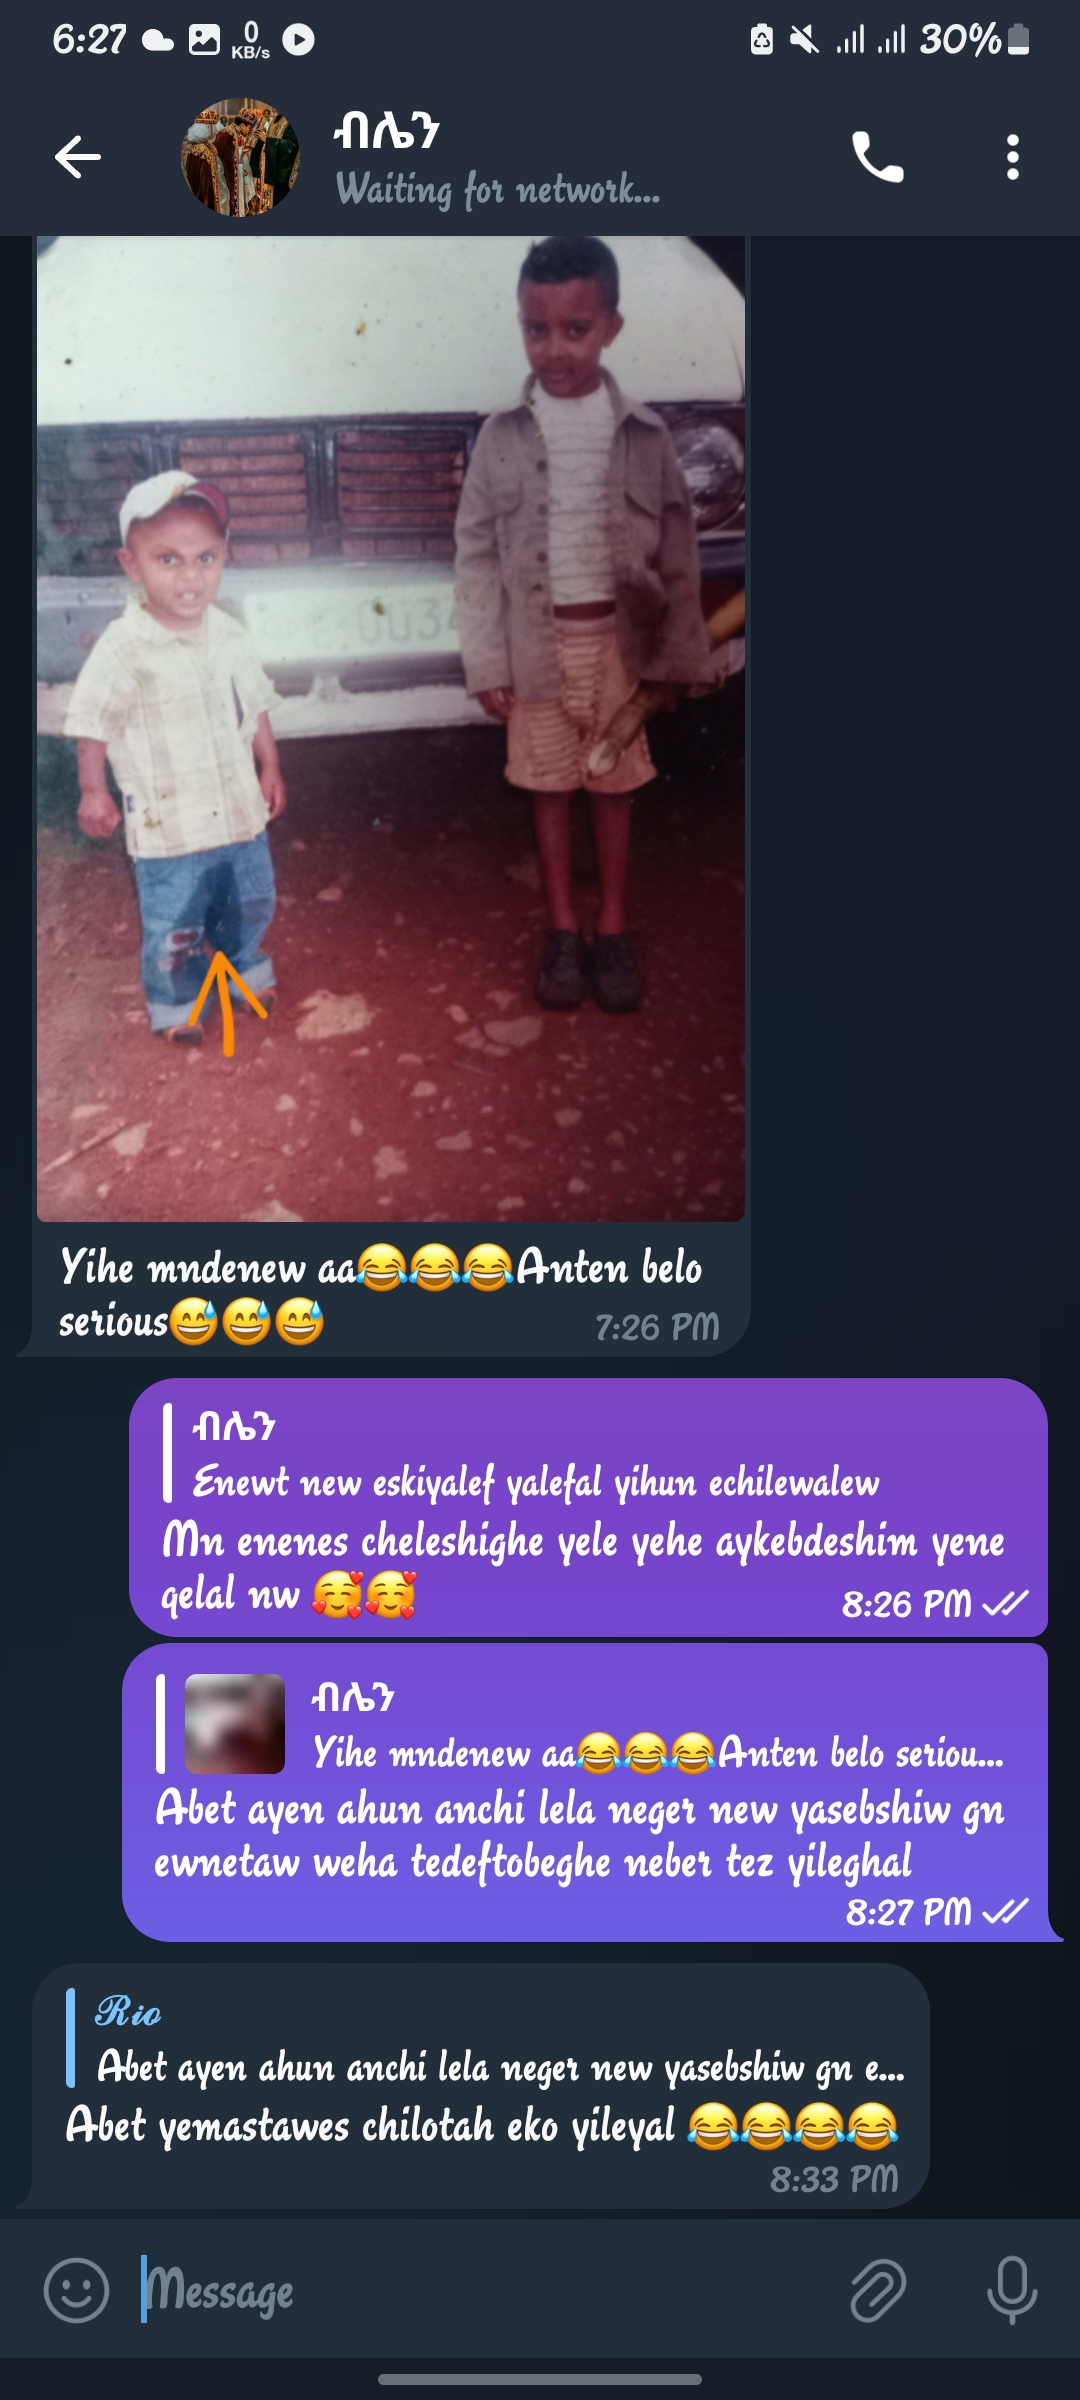 6:27
0
KB/s
30%
ብሌን
Waiting for network...
UU34
Yihe mndenew aa😂😂😂Anten belo
serious😅😅😅
7:26 PM
ብሌን
Enewt new eskiyalef yalefal yihun echilewalew
Mn enenes cheleshighe yele yehe aykebdeshim yene
qelal nw 🥰🥰
8:26 PM
ብሌን
Yihe mndenew aa😂😂😂Anten belo seriou...
Abet ayen ahun anchi lela neger new yasebshiw gn
ewnetaw weha tedeftobeghe neber tez yileghal
8:27 PM
Rio
Abet ayen ahun anchi lela neger new yasebshiw gn e...
Abet yemastawes chilotah eko yileyal 😂😂😂😂
8:33 PM
Message